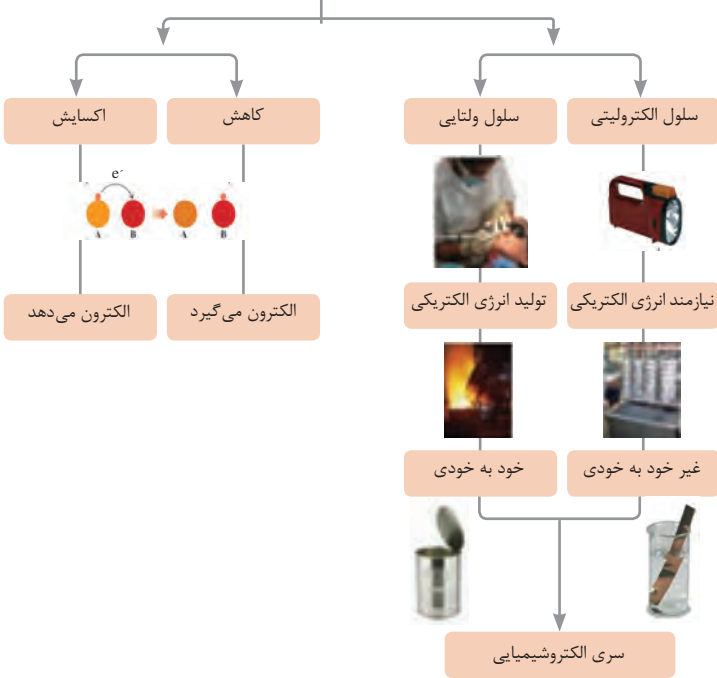 سلول الکترولیتی
سلول ولتایی
کاهش
اکسایش
e-
A B A B
نیازمند انرژی الکتریکی
تولید انرژی الکتریکی
الکترون می‌گیرد
الکترون می‌دهد
غیر خود به خودی
خود به خودی
سری الکتروشیمیایی